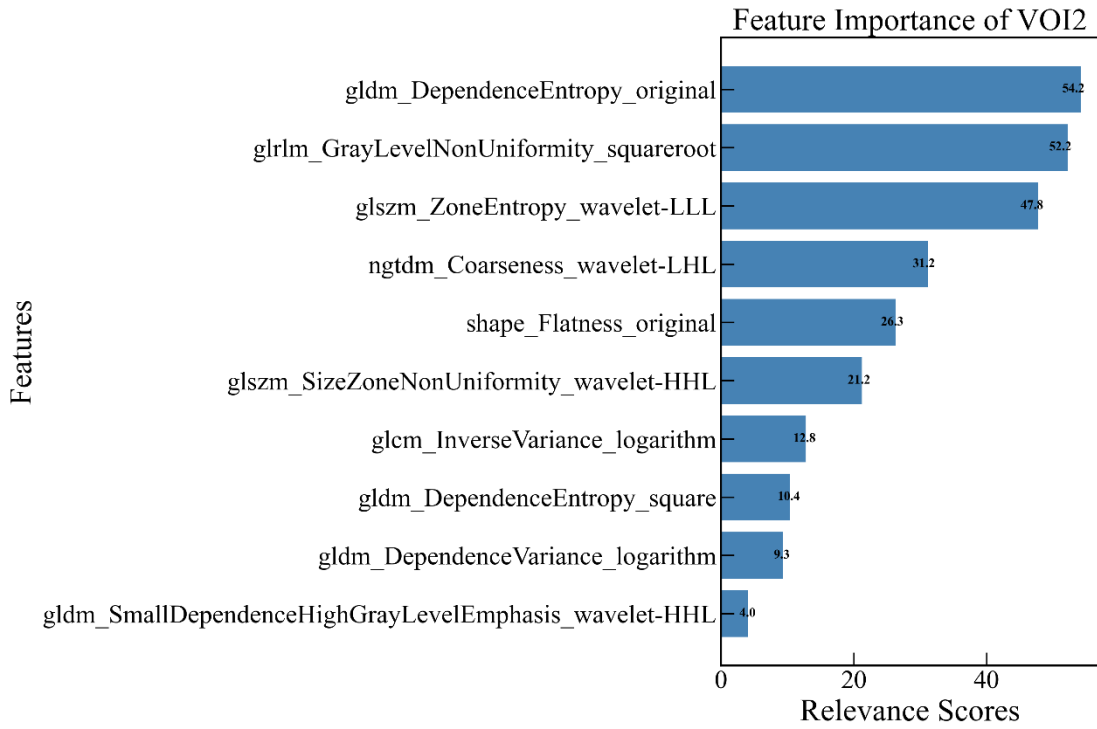 Feature Importance of VOI2
gldm_DependenceEntropy_original
54.2
glrlm_GrayLevelNonUniformity_squareroot
52.2
glszm_ZoneEntropy_wavelet-LLL
47.8
ngtdm_Coarseness_wavelet-LHL
31.2
shape_Flatness_original
26.3
glszm_SizeZoneNonUniformity_wavelet-HHL
21.2
glcm_InverseVariance_logarithm
12.8
gldm_DependenceEntropy_square
10.4
gldm_DependenceVariance_logarithm
9.3
gldm_SmallDependenceHighGrayLevelEmphasis_wavelet-HHL
4.0
Features
0 20 40
Relevance Scores